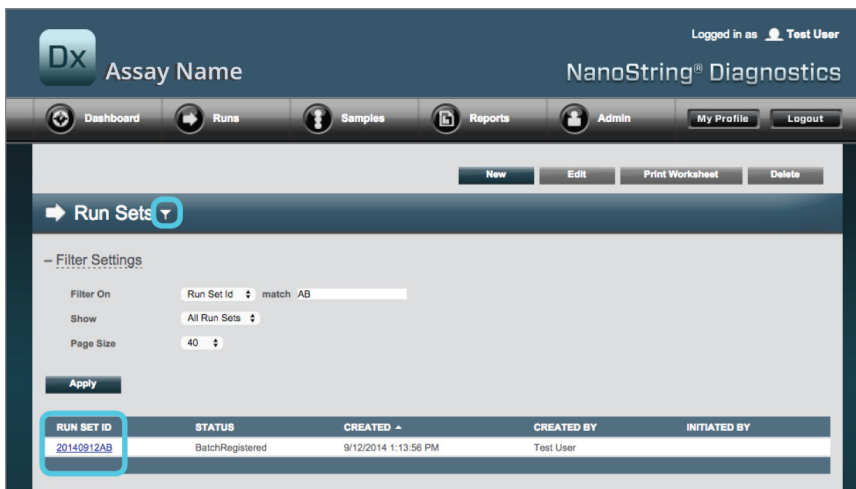 Logged in as Test User
Dx Assay Name
NanoString® Diagnostics
Dashboard Runs Samples Reports Admin My Profile Logout
New Edit Print Worksheet Delete
Run Sets
– Filter Settings
Filter On Run Set Id match AB
Show All Run Sets
Page Size 40
Apply
RUN SET ID STATUS CREATED CREATED BY INITIATED BY
20140912AB BatchRegistered 9/12/2014 1:13:56 PM Test User